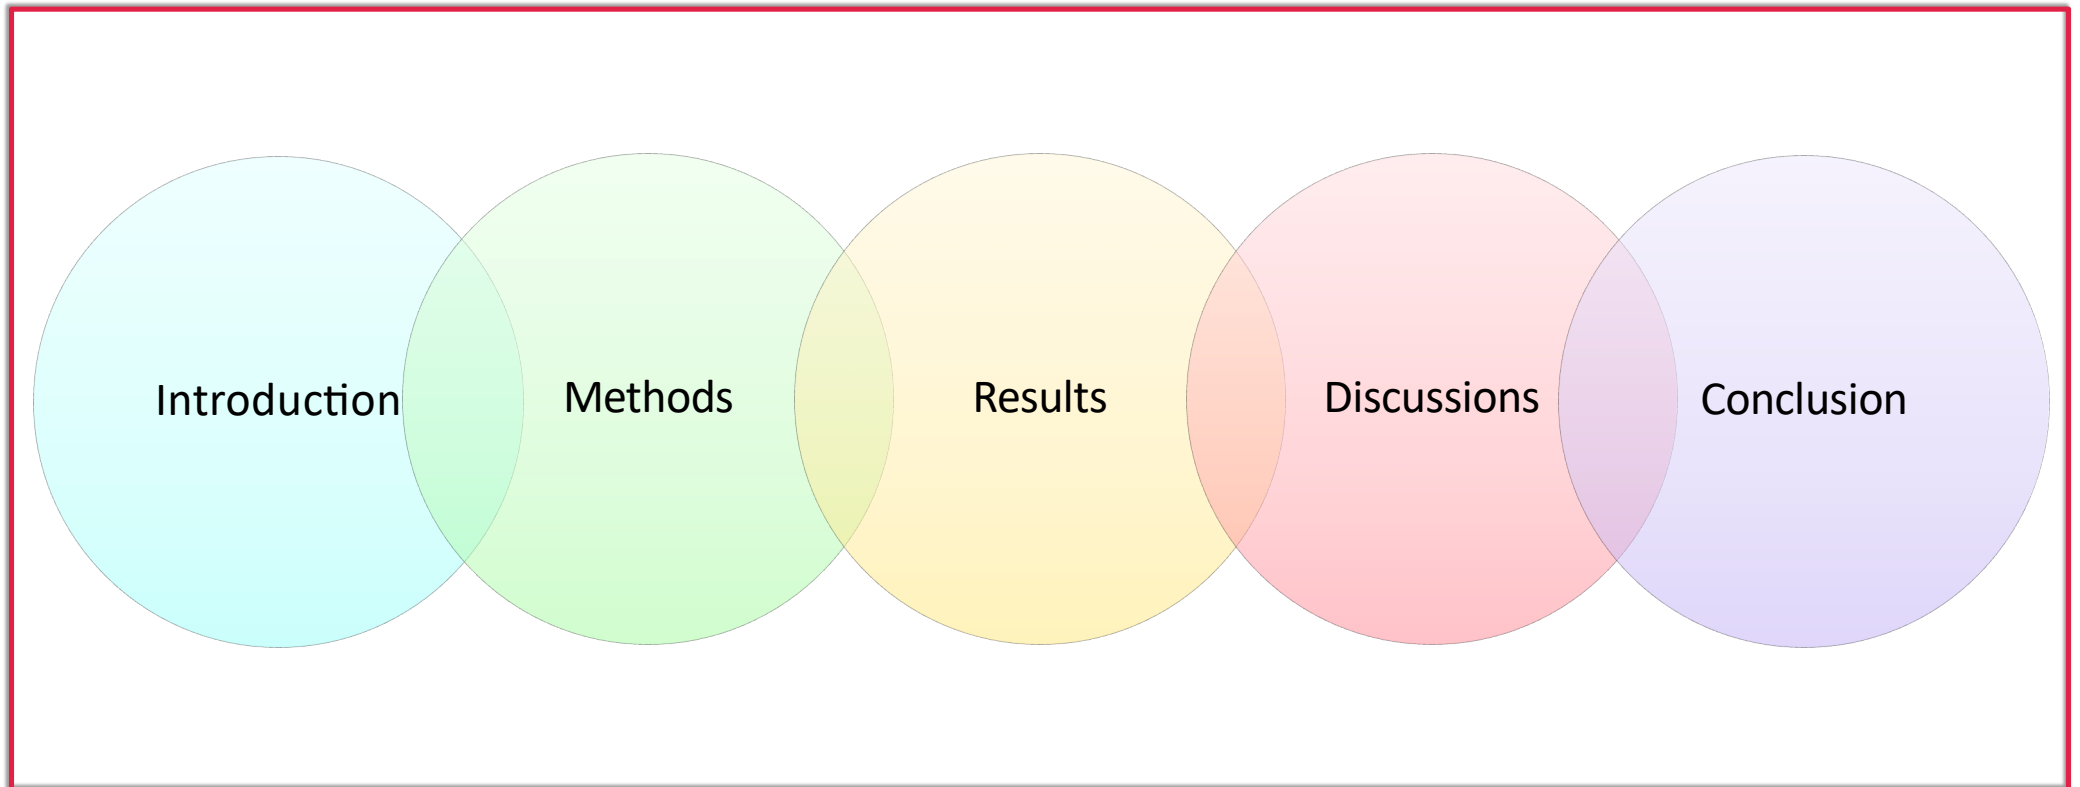 Introduction
Methods
Results
Discussions
Conclusion